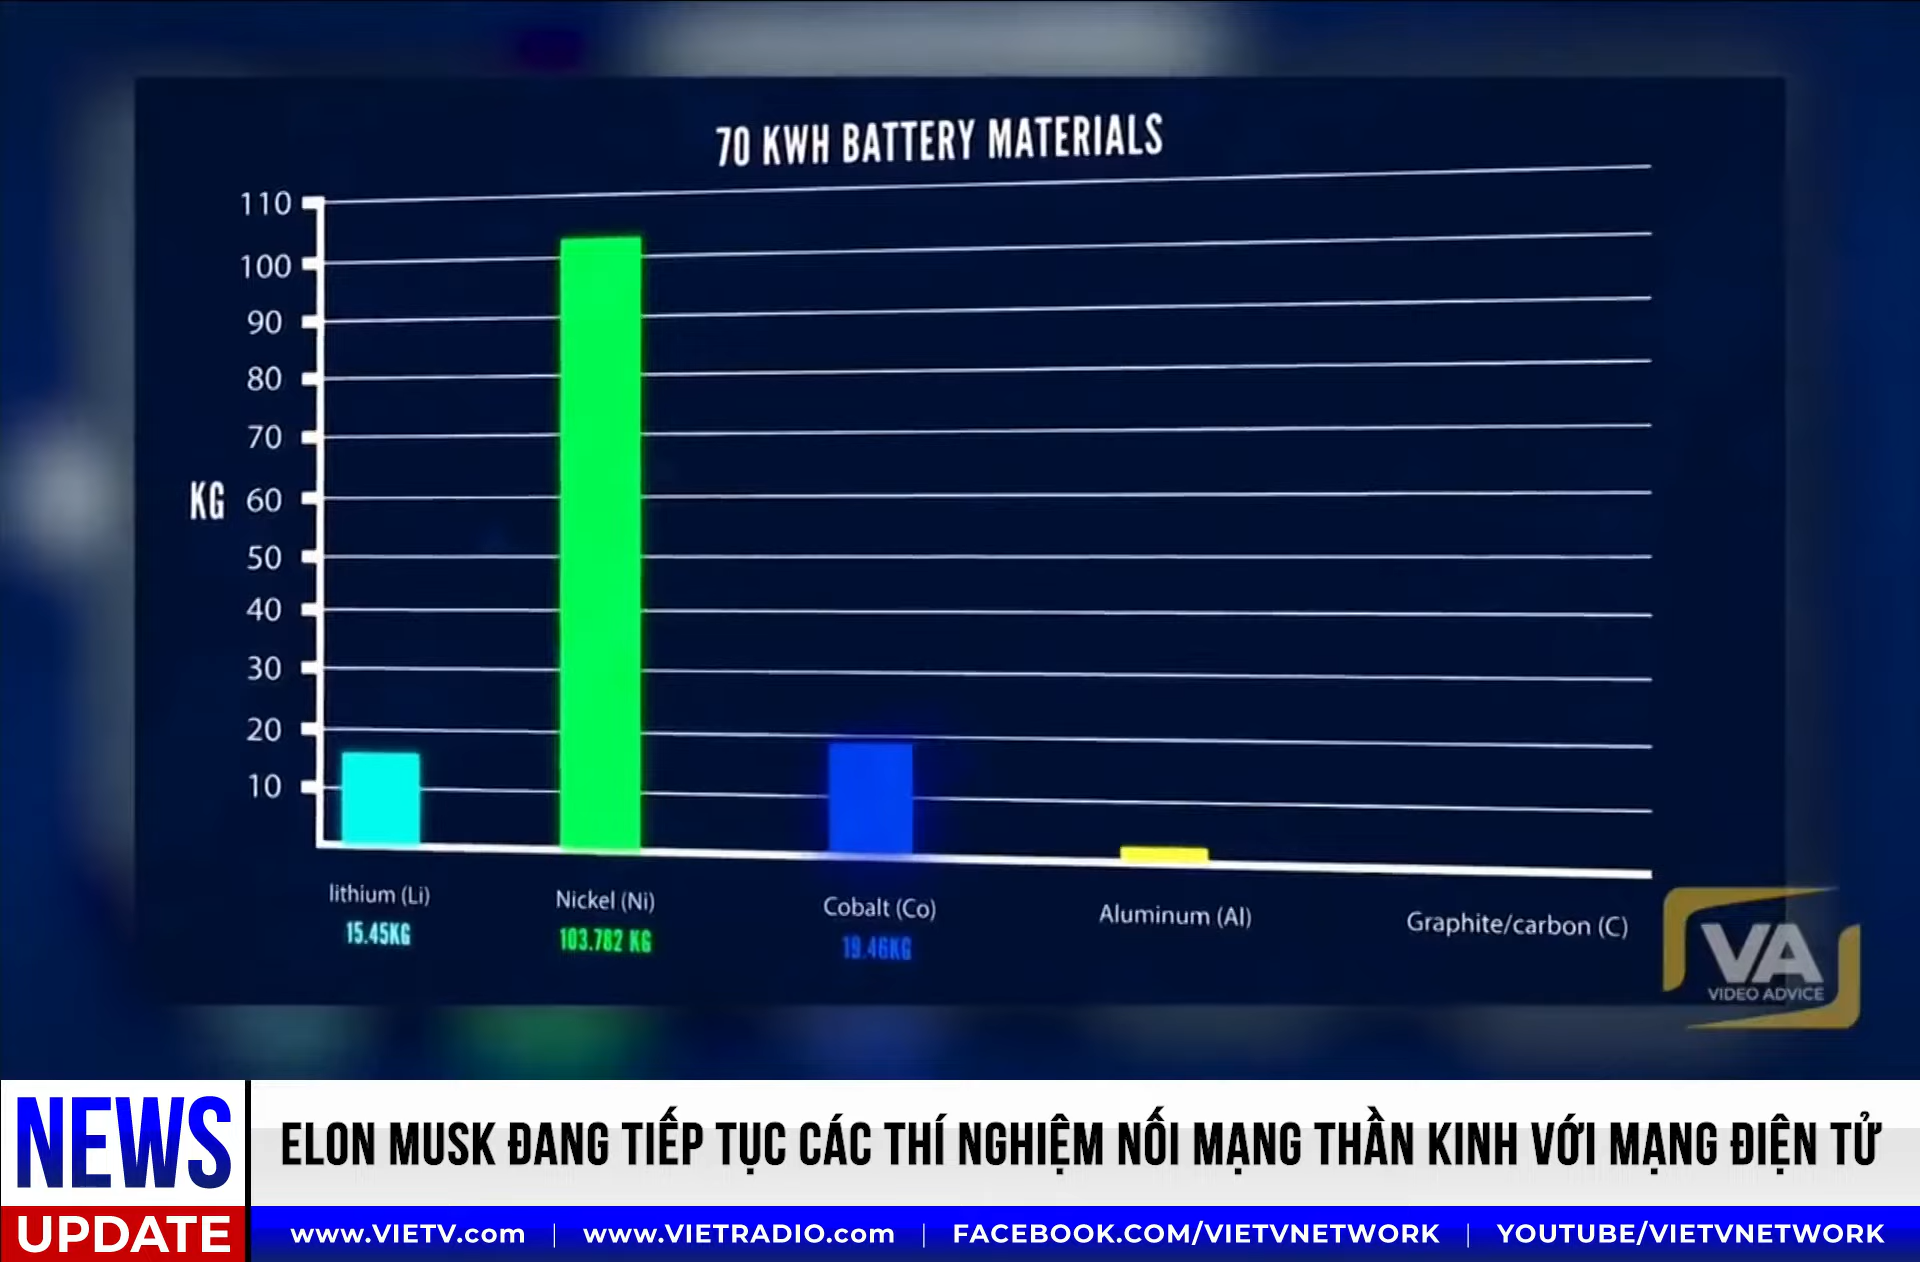 70 KWH BATTERY MATERIALS
110
100
90
80
70
KG 60
50
40
30
20
10
lithium (Li) Nickel (Ni) Cobalt (Co) Aluminum (Al) Graphite/carbon (C)
15.45KG 103.782 KG 19.46KG
VA
VIDEO ADVICE
NEWS
UPDATE
ELON MUSK ĐANG TIẾP TỤC CÁC THÍ NGHIỆM NỐI MẠNG THẦN KINH VỚI MẠNG ĐIỆN TỬ
www.VIETV.com | www.VIETRADIO.com | FACEBOOK.COM/VIETVNETWORK | YOUTUBE/VIETVNETWORK